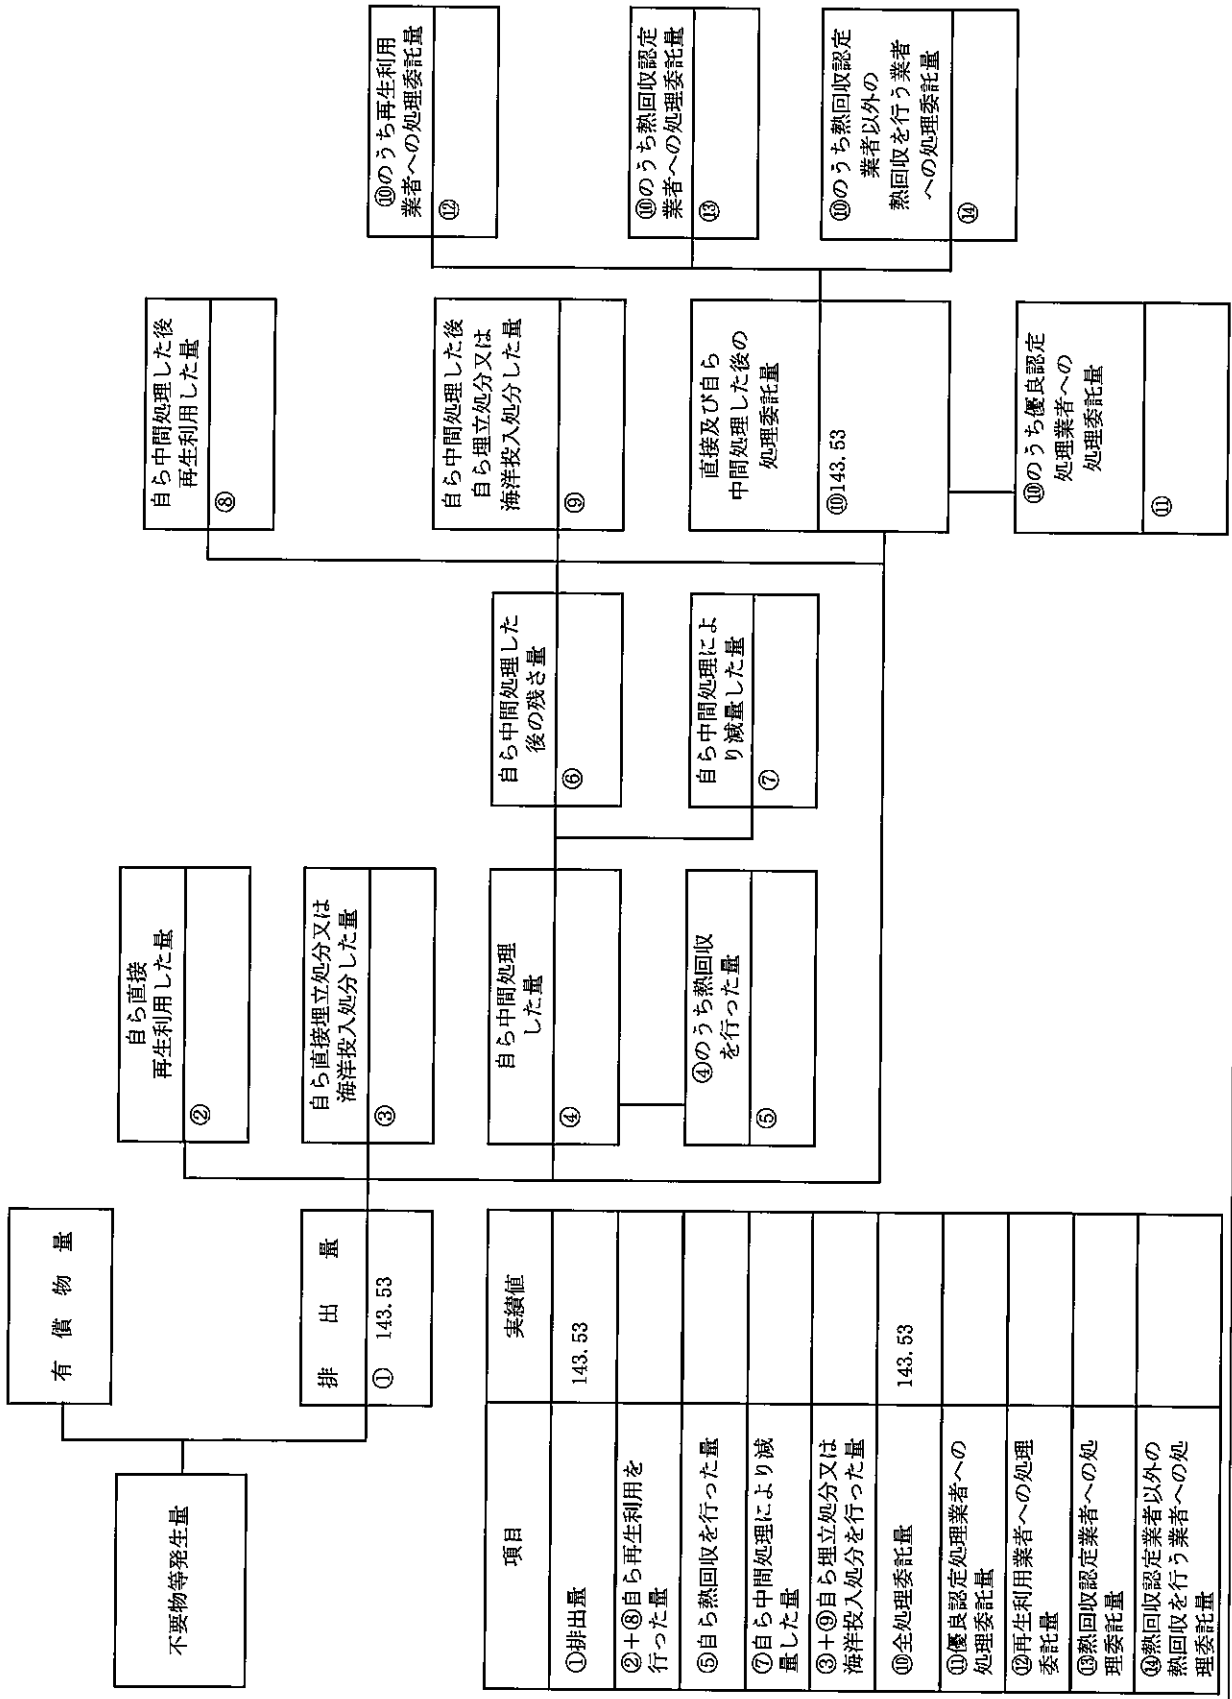 不要物等発生量
有償物量
排出量
① 143.53
自ら直接
再生利用した量
②
自ら直接埋立処分又は
海洋投入処分した量
③
自ら中間処理
した量
④
④のうち熱回収
を行った量
⑤
自ら中間処理した
後の残さ量
⑥
自ら中間処理によ
り減量した量
⑦
自ら中間処理した後
再生利用した量
⑧
自ら中間処理した後
自ら埋立処分又は
海洋投入処分した量
⑨
直接及び自ら
中間処理した後の
処理委託量
⑩143.53
⑩のうち優良認定
処理業者への
処理委託量
⑪
⑩のうち再生利用
業者への処理委託量
⑫
⑩のうち熱回収認定
業者への処理委託量
⑬
⑩のうち熱回収認定
業者以外の
熱回収を行う業者
への処理委託量
⑭
項目 実績値
①排出量 143.53
②+⑧自ら再生利用を
行った量
⑤自ら熱回収を行った量
⑦自ら中間処理により減
量した量
③+⑨自ら埋立処分又は
海洋投入処分を行った量
⑩全処理委託量 143.53
⑪優良認定処理業者への
処理委託量
⑫再生利用業者への処理
委託量
⑬熱回収認定業者への処
理委託量
⑭熱回収認定業者以外の
熱回収を行う業者への処
理委託量